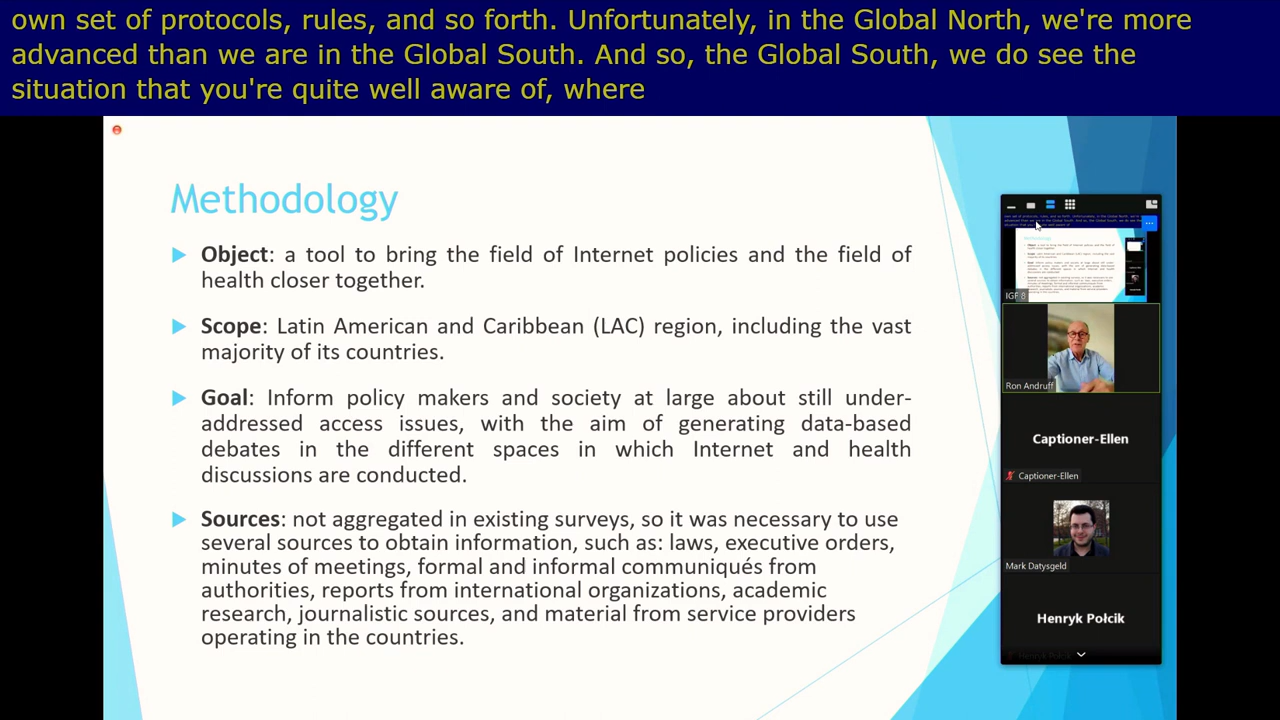 own set of protocols, rules, and so forth. Unfortunately, in the Global North, we're more
advanced than we are in the Global South. And so, the Global South, we do see the
situation that you're quite well aware of, where
Methodology
Object: a tool to bring the field of Internet policies and the field of
health closer together.
Scope: Latin American and Caribbean (LAC) region, including the vast
majority of its countries.
Goal: Inform policy makers and society at large about still under-
addressed access issues, with the aim of generating data-based
debates in the different spaces in which Internet and health
discussions are conducted.
Sources: not aggregated in existing surveys, so it was necessary to use
several sources to obtain information, such as: laws, executive orders,
minutes of meetings, formal and informal communiqués from
authorities, reports from international organizations, academic
research, journalistic sources, and material from service providers
operating in the countries.
IGF 8
Ron Andruff
Captioner-Ellen
Captioner-Ellen
Mark Datysgeld
Henryk Połcik
Henryk Połcik